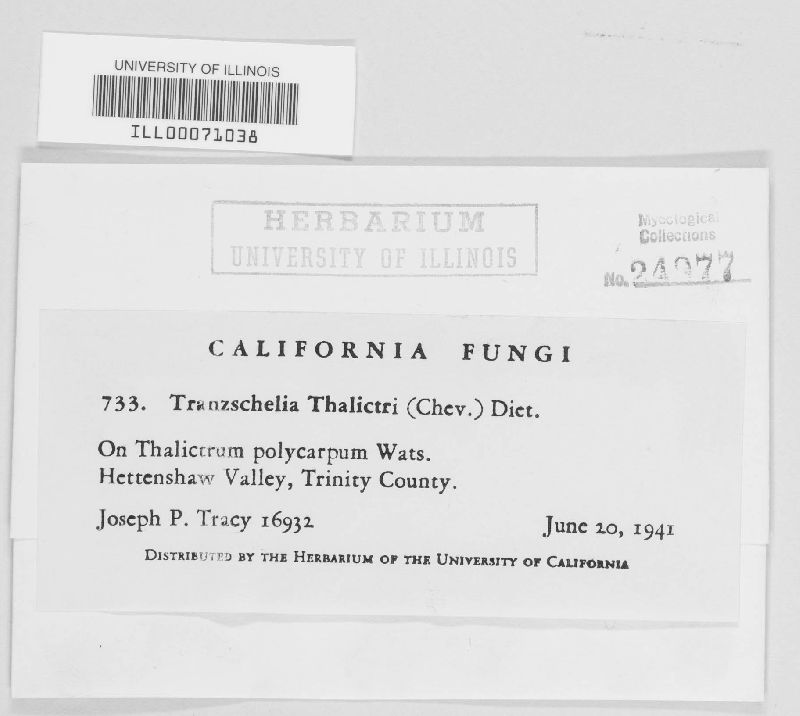 UNIVERSITY OF ILLINOIS
ILL00071038
HERBARIUM
UNIVERSITY OF ILLINOIS
Mycological
Collections
No. 24977
CALIFORNIA FUNGI
733. Tranzschelia Thalictri (Chev.) Diet.
On Thalictrum polycarpum Wats.
Hettenshaw Valley, Trinity County.
Joseph P. Tracy 16932 June 20, 1941
DISTRIBUTED BY THE HERBARIUM OF THE UNIVERSITY OF CALIFORNIA